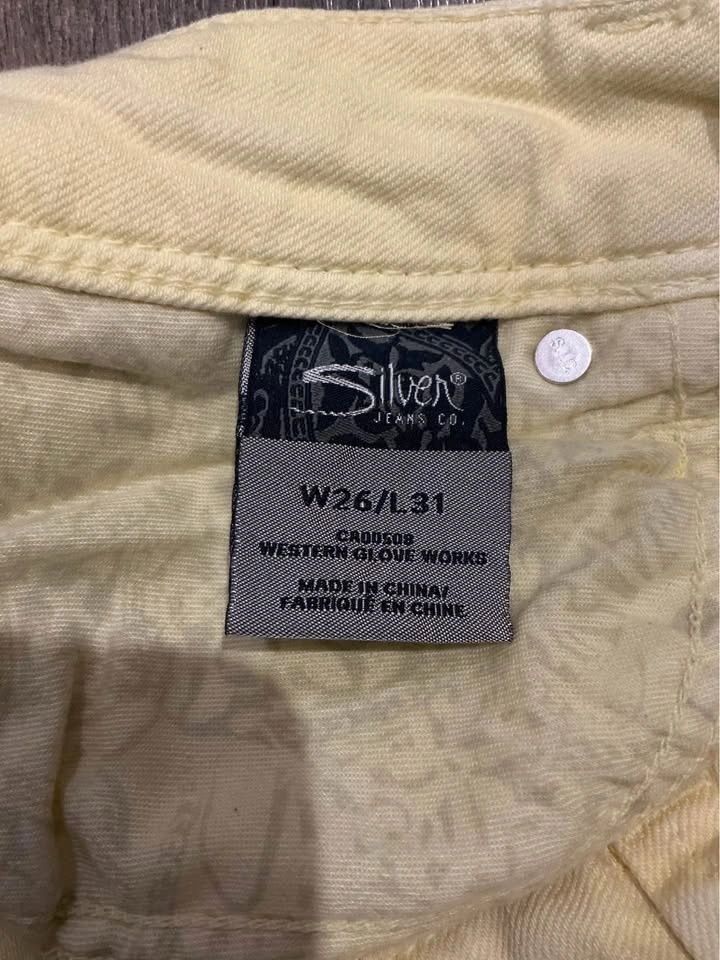 Silver®
JEANS CO.
W26/L31
CA00508
WESTERN GLOVE WORKS
MADE IN CHINA/
FABRIQUÉ EN CHINE